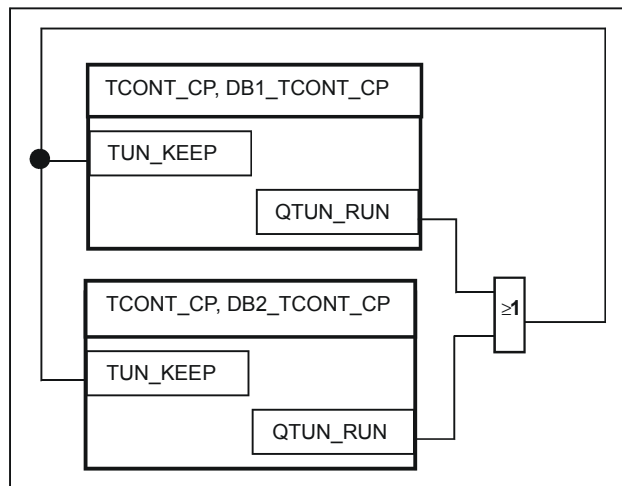 TCONT_CP, DB1_TCONT_CP
TUN_KEEP
QTUN_RUN
≥1
TCONT_CP, DB2_TCONT_CP
TUN_KEEP
QTUN_RUN